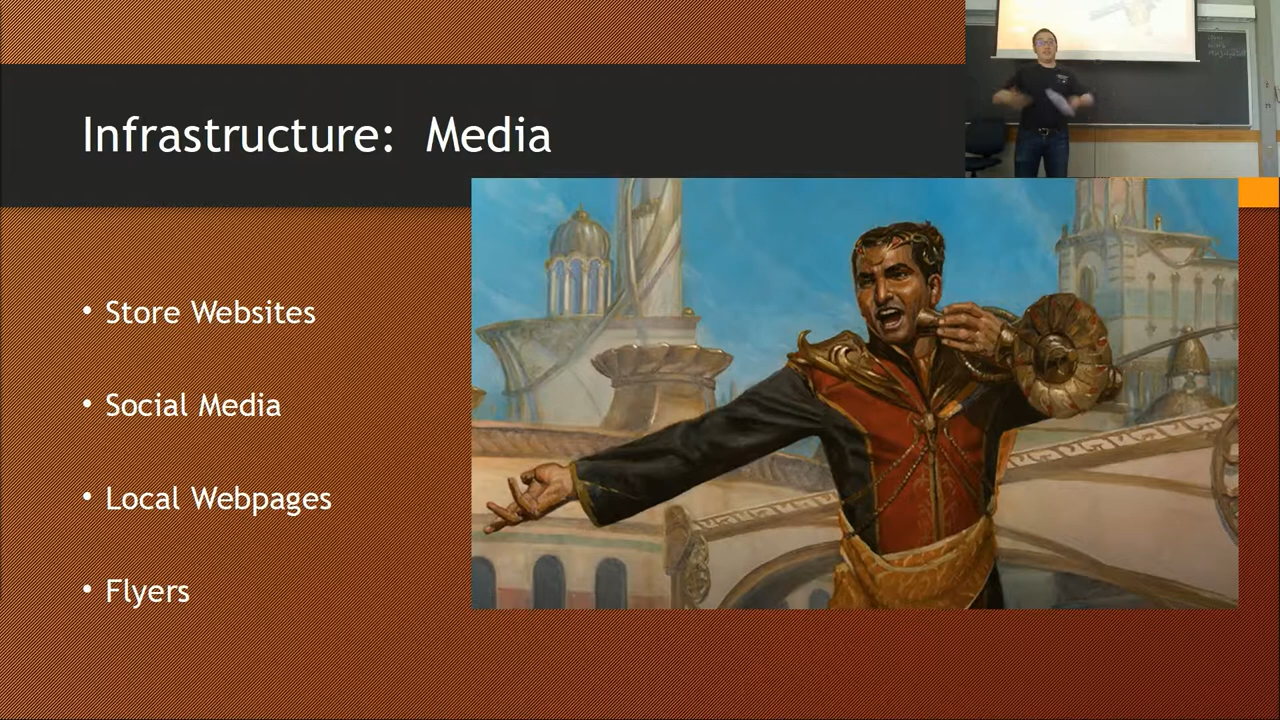 Infrastructure: Media
• Store Websites
• Social Media
• Local Webpages
• Flyers